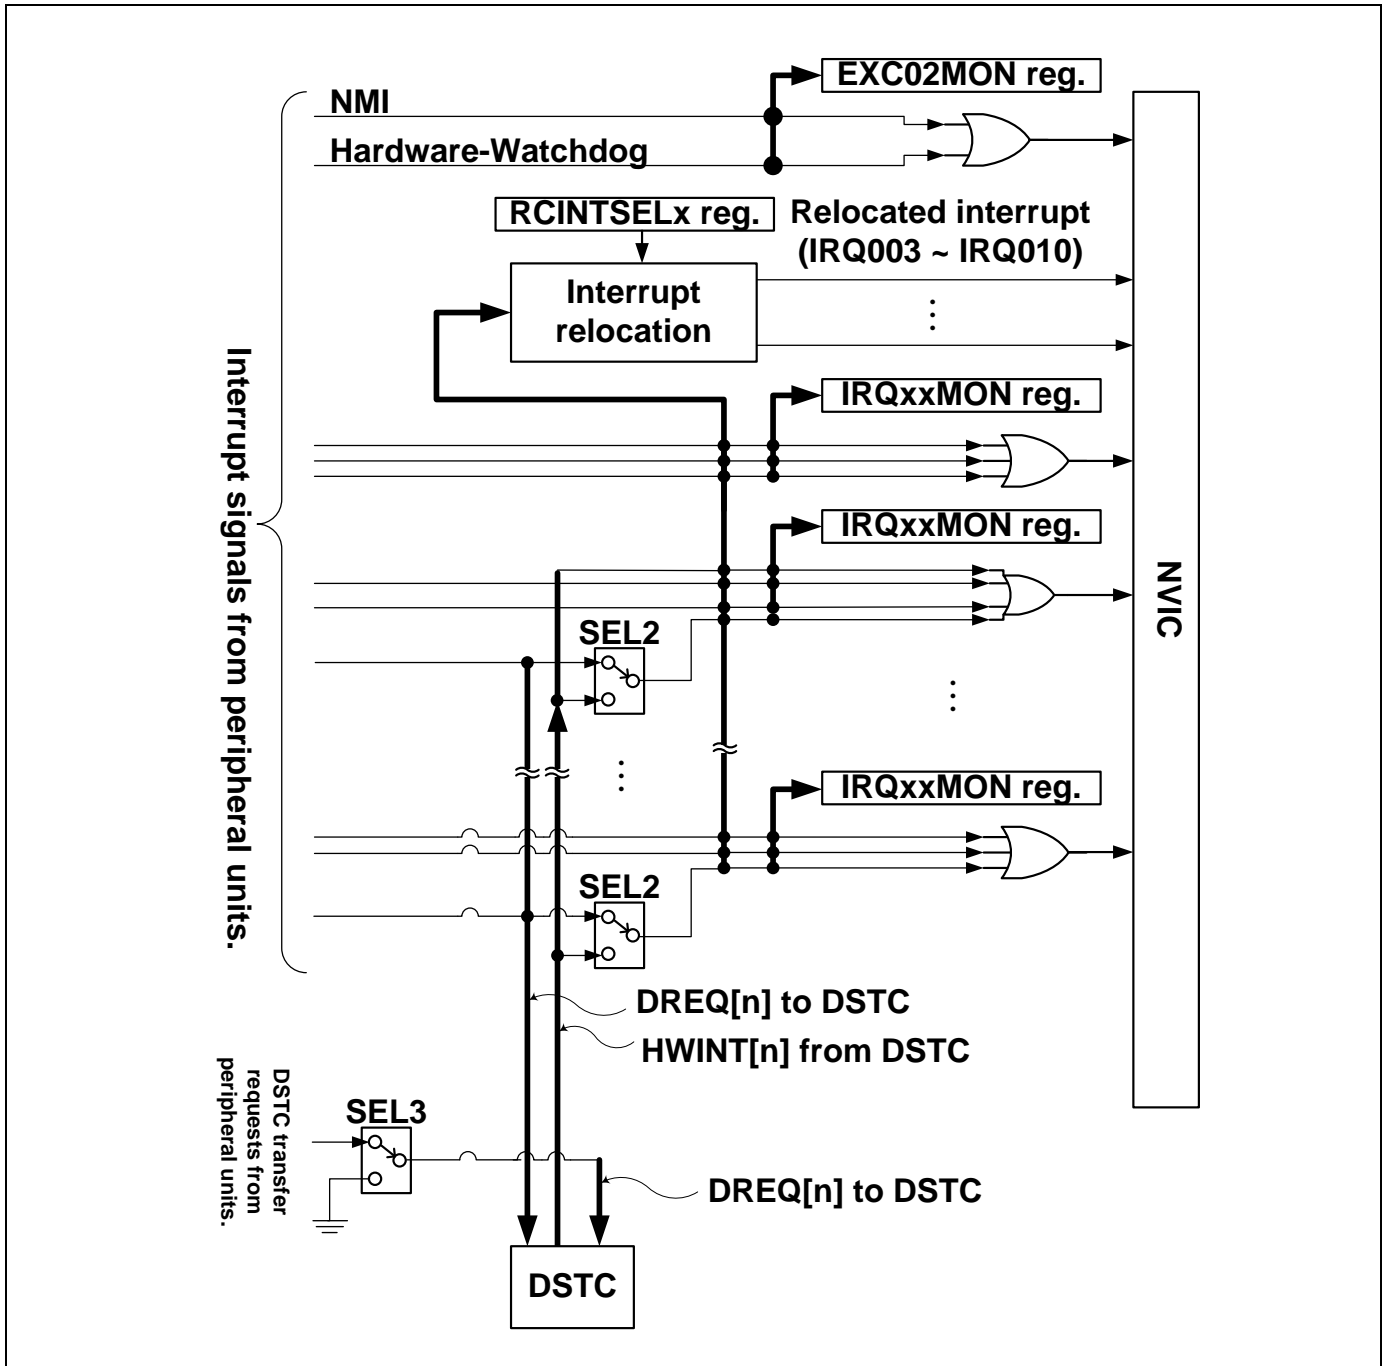 EXC02MON reg.
NMI
Hardware-Watchdog
RCINTSELx reg.
Relocated interrupt
(IRQ003 ~ IRQ010)
Interrupt
relocation
IRQxxMON reg.
Interrupt signals from peripheral units.
IRQxxMON reg.
NVIC
SEL2
IRQxxMON reg.
SEL2
DREQ[n] to DSTC
HWINT[n] from DSTC
DSTC transfer
requests from
peripheral units.
SEL3
DREQ[n] to DSTC
DSTC